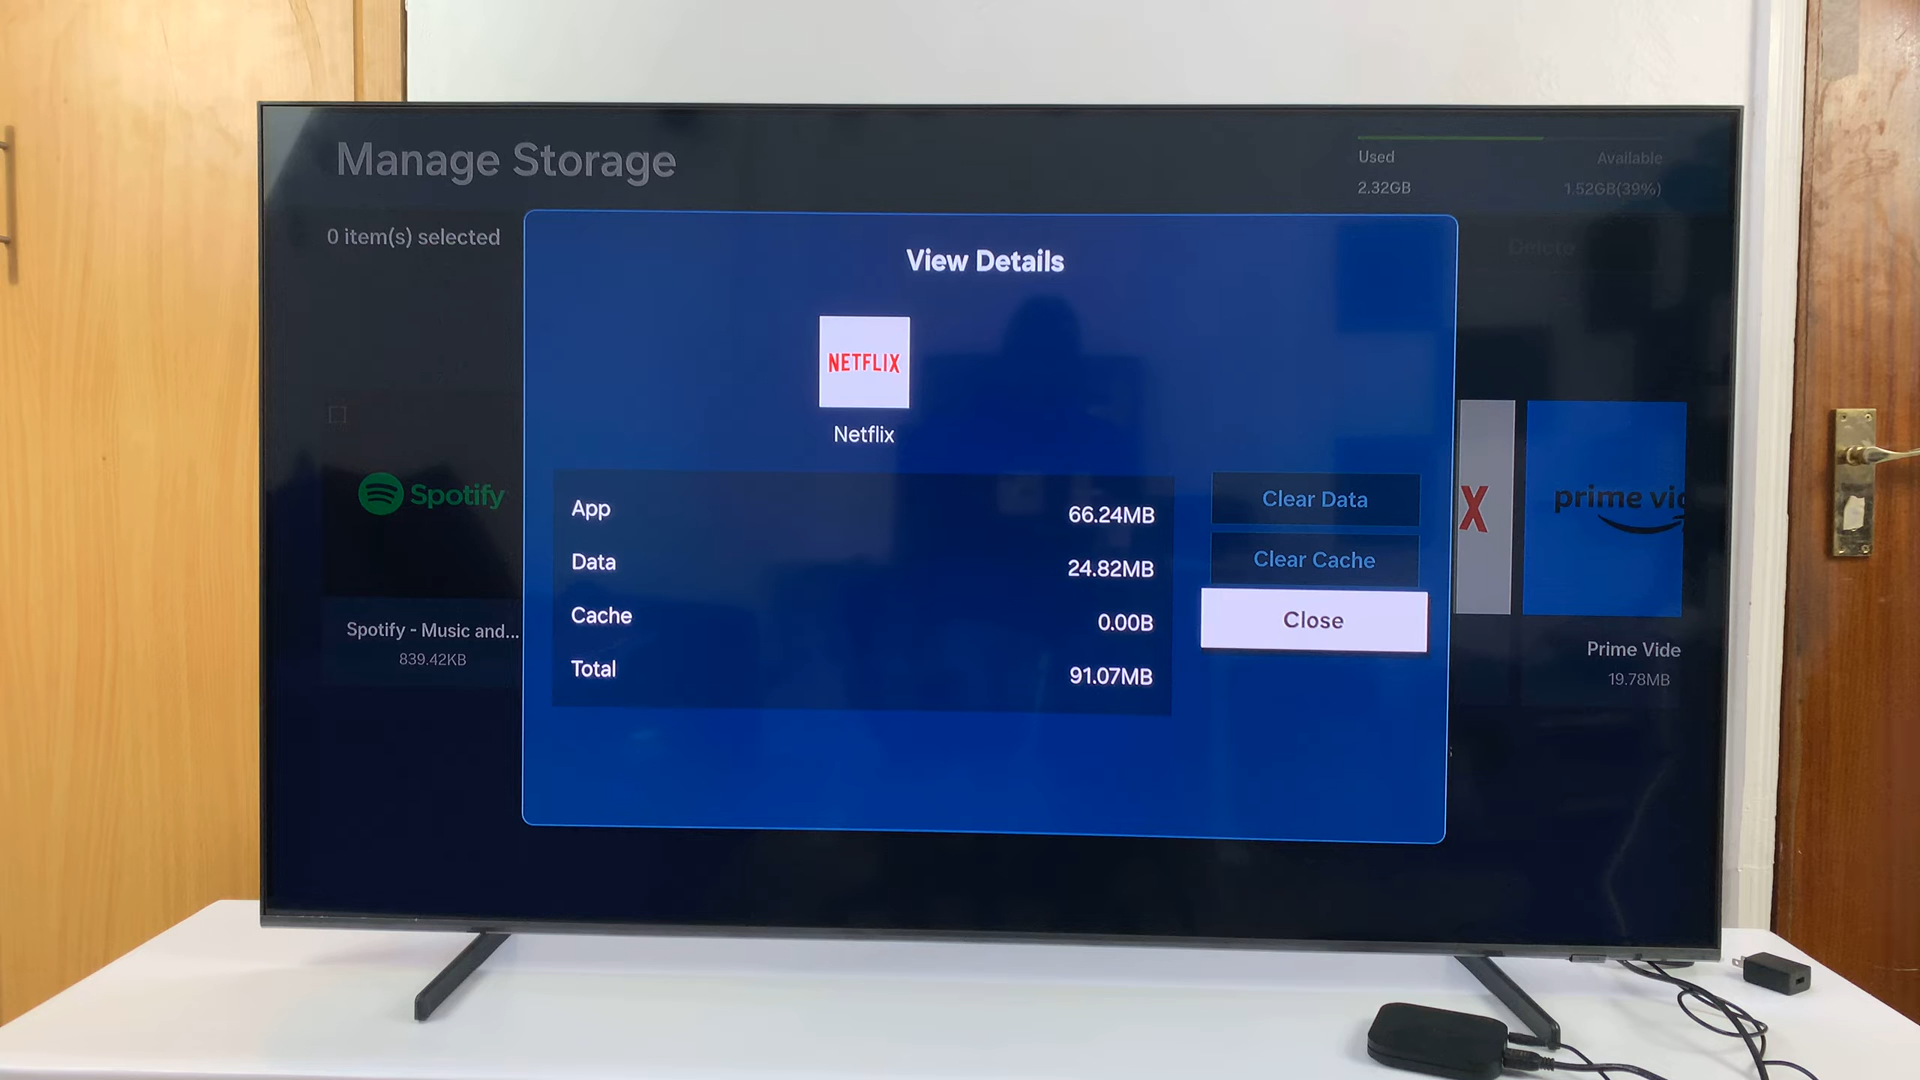 Manage Storage
Used
Available
2.32GB
1.52GB(39%)
0 item(s) selected
Delete
View Details
NETFLIX
Netflix
Spotify
App
66.24MB
Data
24.82MB
Cache
0.00B
Total
91.07MB
Clear Data
Clear Cache
Close
X
prime vid
Spotify - Music and...
839.42KB
Prime Vide
19.78MB